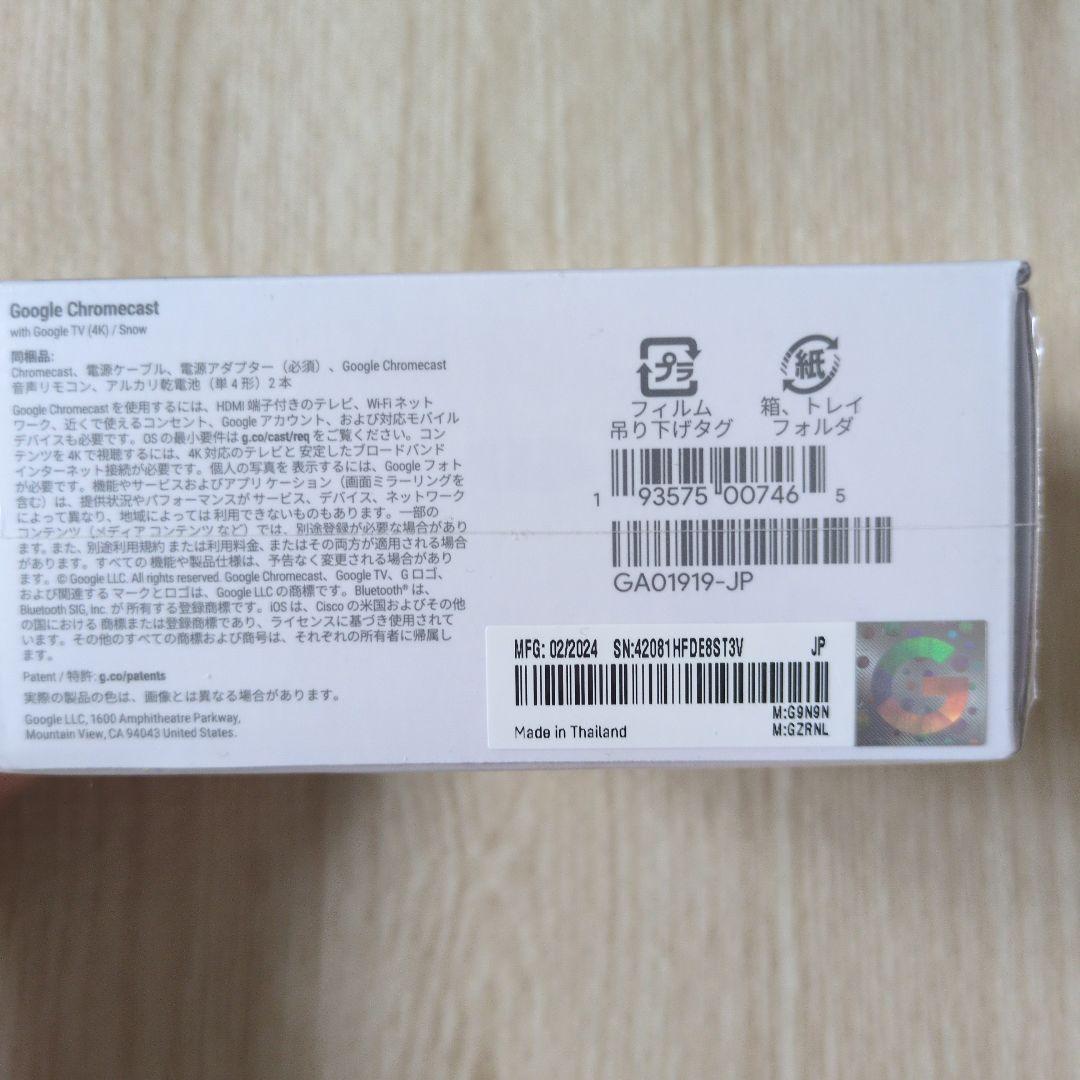 Google Chromecast
with Google TV (4K) / Snow
同梱品:
Chromecast、電源ケーブル、電源アダプター（必須）、Google Chromecast
音声リモコン、アルカリ乾電池（単４形）2 本
Google Chromecast を使用するには、HDMI 端子付きのテレビ、Wi-Fi ネット
ワーク、近くで使えるコンセント、Google アカウント、および対応モバイル
デバイスも必要です。OS の最小要件は g.co/cast/req をご覧ください。コン
テンツを 4K で視聴するには、4K 対応のテレビと 安定したブロードバンド
インターネット接続が必要です。個人の写真を 表示するには、Google フォト
が必要です。機能やサービスおよびアプリケーション（画面ミラーリングを
含む）は、提供状況やパフォーマンスが サービス、デバイス、ネットワーク
によって異なり、地域によっては 利用できないものもあります。一部の
コンテンツ（メディア コンテンツ など）では、別途登録が必要な場合があり
ます。また、別途利用規約 または利用料金、またはその両方が適用される場合
があります。すべての 機能や製品仕様は、予告なく変更される場合があり
ます。© Google LLC. All rights reserved. Google Chromecast、Google TV、G ロゴ、
および関連する マークとロゴは、Google LLC の商標です。Bluetooth® は、
Bluetooth SIG, Inc. が 所有する登録商標です。iOS は、Cisco の米国およびその他
の国における 商標または登録商標であり、ライセンスに基づき使用されて
います。その他のすべての商標および商号は、それぞれの所有者に帰属し
ます。
Patent / 特許: g.co/patents
実際の製品の色は、画像とは異なる場合があります。
Google LLC, 1600 Amphitheatre Parkway,
Mountain View, CA 94043 United States.
プラ
フィルム
吊り下げタグ
紙
箱、トレイ
フォルダ
1 93575 00746 5
GA01919-JP
MFG: 02/2024 SN:42081HFDE8ST3V JP
M:G9N9N
Made in Thailand M:GZRNL
G